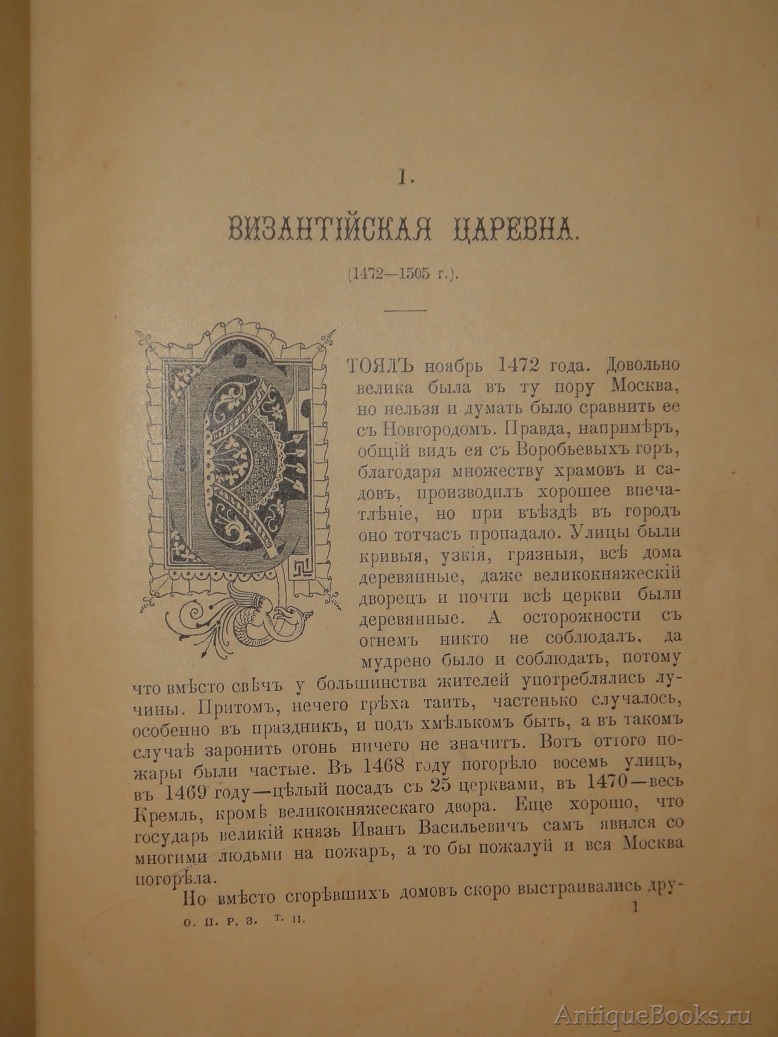 I.
ВИЗАНТІЙСКАЯ ЦАРЕВНА.
(1472—1505 г.).
СТОЯЛЪ ноябрь 1472 года. Довольно
велика была въ ту пору Москва,
но нельзя и думать было сравнить ее
съ Новгородомъ. Правда, напримѣръ,
общій видъ ея съ Воробьевыхъ горъ,
благодаря множеству храмовъ и са-
довъ, производилъ хорошее впеча-
тлѣніе, но при въѣздѣ въ городъ
оно тотчасъ пропадало. Улицы были
кривыя, узкія, грязныя, всѣ дома
деревянные, даже великокняжескій
дворецъ и почти всѣ церкви были
деревянные. А осторожности съ
огнемъ никто не соблюдалъ, да
мудрено было и соблюдать, потому
что вмѣсто свѣчъ у большинства жителей употреблялись лу-
чины. Притомъ, нечего грѣха таить, частенько случалось,
особенно въ праздникъ, и подъ хмѣлькомъ быть, а въ такомъ
случаѣ заронить огонь ничего не значитъ. Вотъ оттого по-
жары были частые. Въ 1468 году погорѣло восемь улицъ,
въ 1469 году—цѣлый посадъ съ 25 церквами, въ 1470—весь
Кремль, кромѣ великокняжескаго двора. Еще хорошо, что
государь великій князь Иванъ Васильевичъ самъ явился со
многими людьми на пожаръ, а то бы пожалуй и вся Москва
погорѣла.
Но вмѣсто сгорѣвшихъ домовъ скоро выстраивались дру-
О. П. Р. З. Т. II.
1
AntiqueBooks.ru